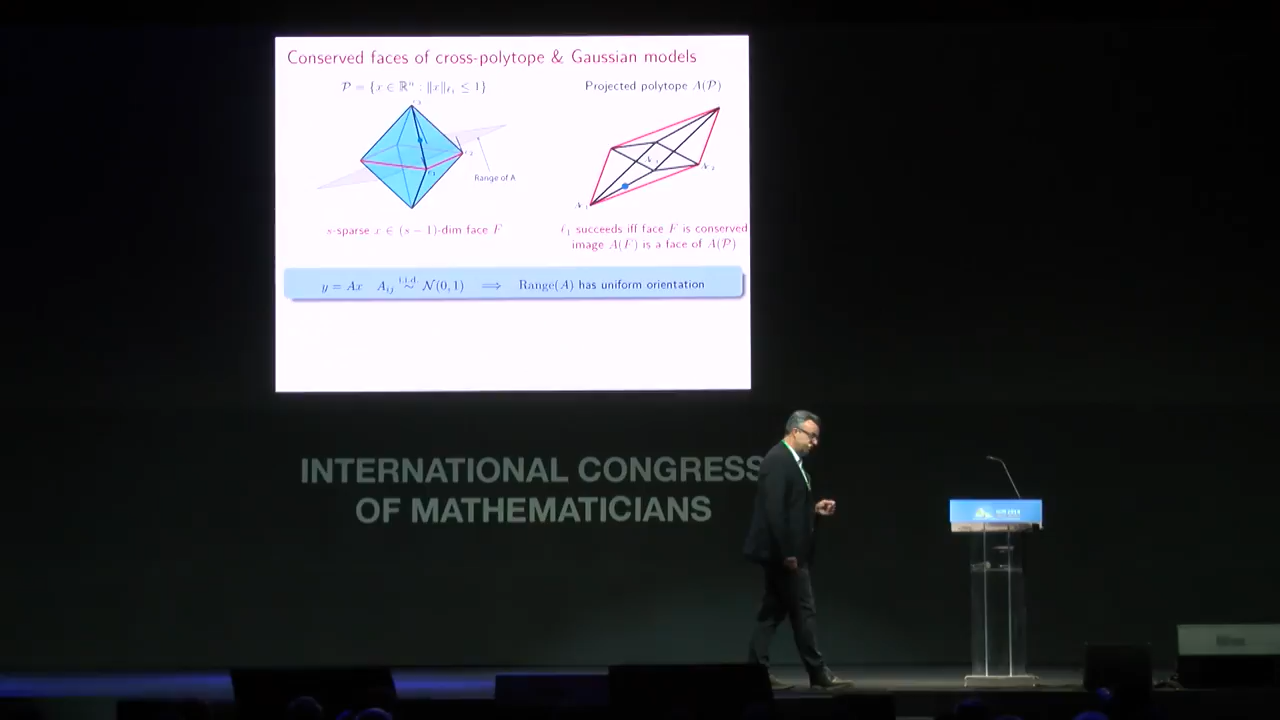 Conserved faces of cross-polytope & Gaussian models
𝒫 = {x ∈ ℝⁿ : ‖x‖ℓ₁ ≤ 1}
Projected polytope A(𝒫)
Range of A
s-sparse x ∈ (s − 1)-dim face F
ℓ₁ succeeds iff face F is conserved
image A(F) is a face of A(𝒫)
y = Ax A_ij i.i.d. ~ 𝒩(0, 1) ⟹ Range(A) has uniform orientation
INTERNATIONAL CONGRESS
OF MATHEMATICIANS